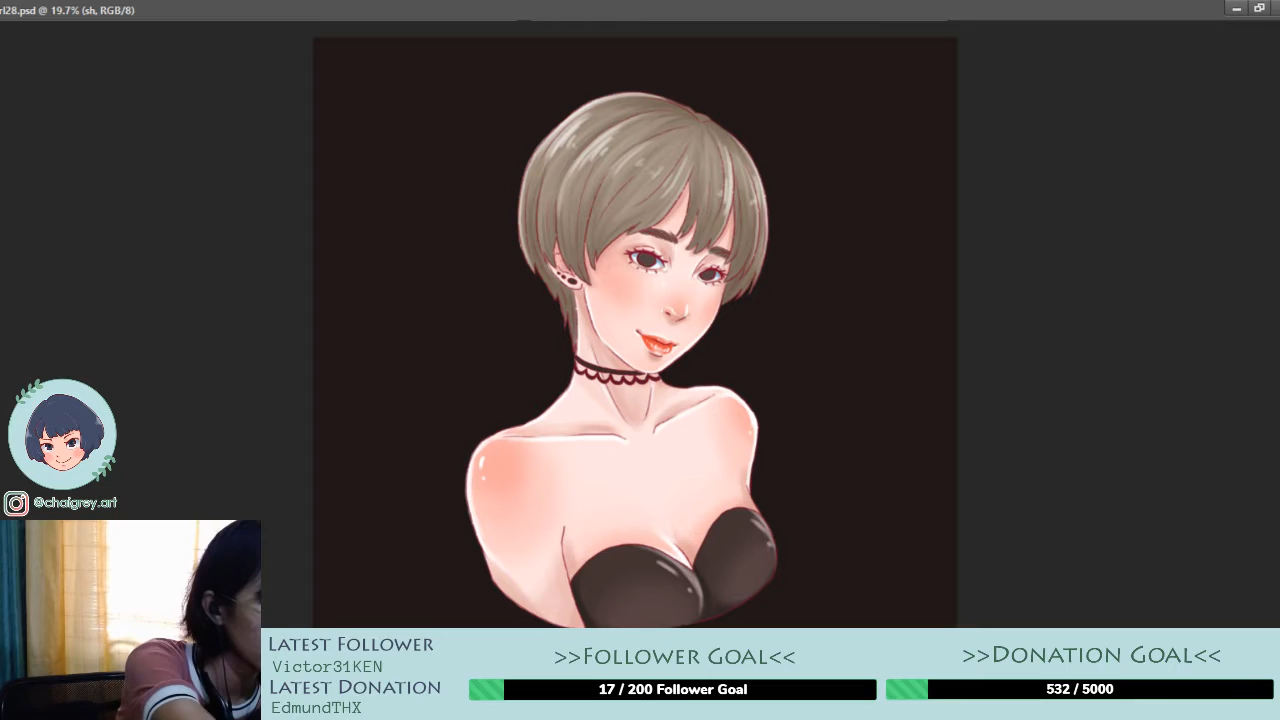 rl28.psd @ 19.7% (sh, RGB/8)
@chaigrey.art
LATEST FOLLOWER
Victor31KEN
LATEST DONATION
EdmundTHX
>>FOLLOWER GOAL<<
17 / 200 Follower Goal
>>DONATION GOAL<<
532 / 5000